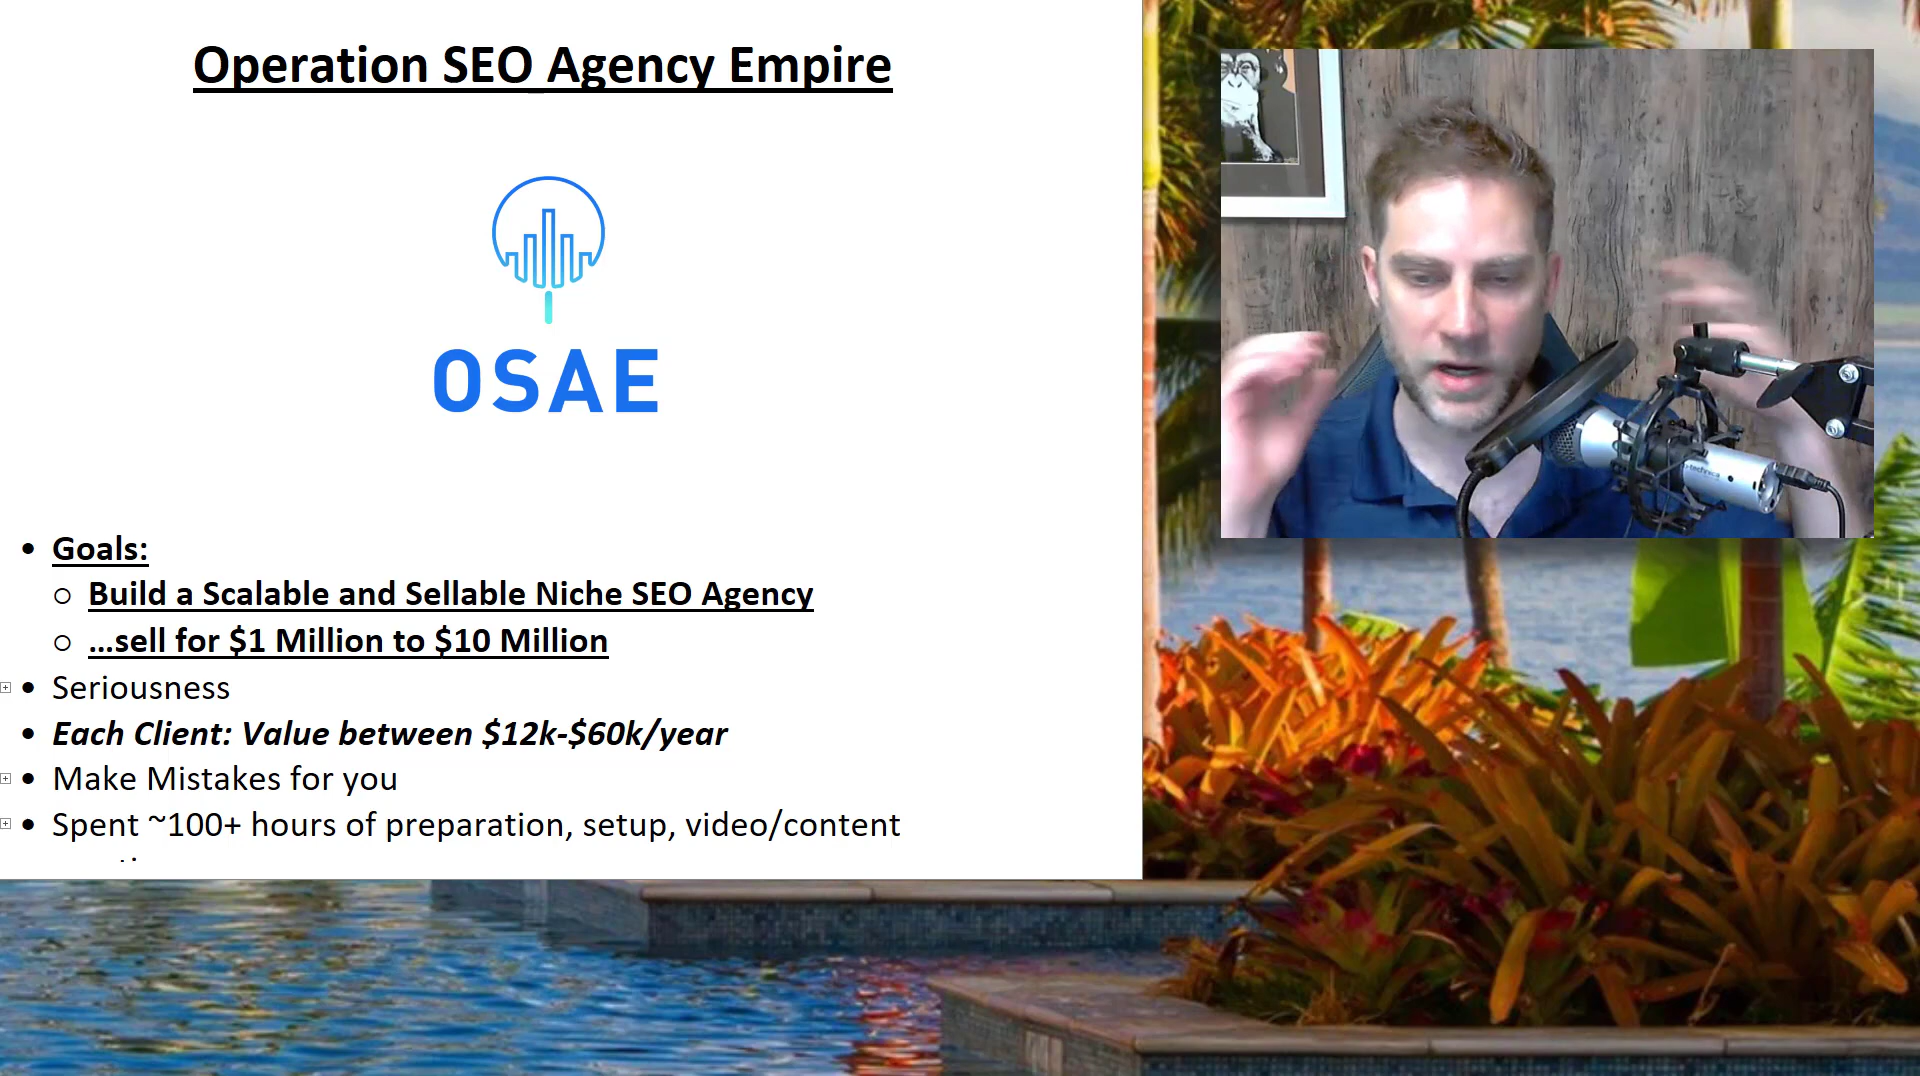 Operation SEO Agency Empire
OSAE
• Goals:
○ Build a Scalable and Sellable Niche SEO Agency
○ ...sell for $1 Million to $10 Million
• Seriousness
• Each Client: Value between $12k-$60k/year
• Make Mistakes for you
• Spent ~100+ hours of preparation, setup, video/content
technica